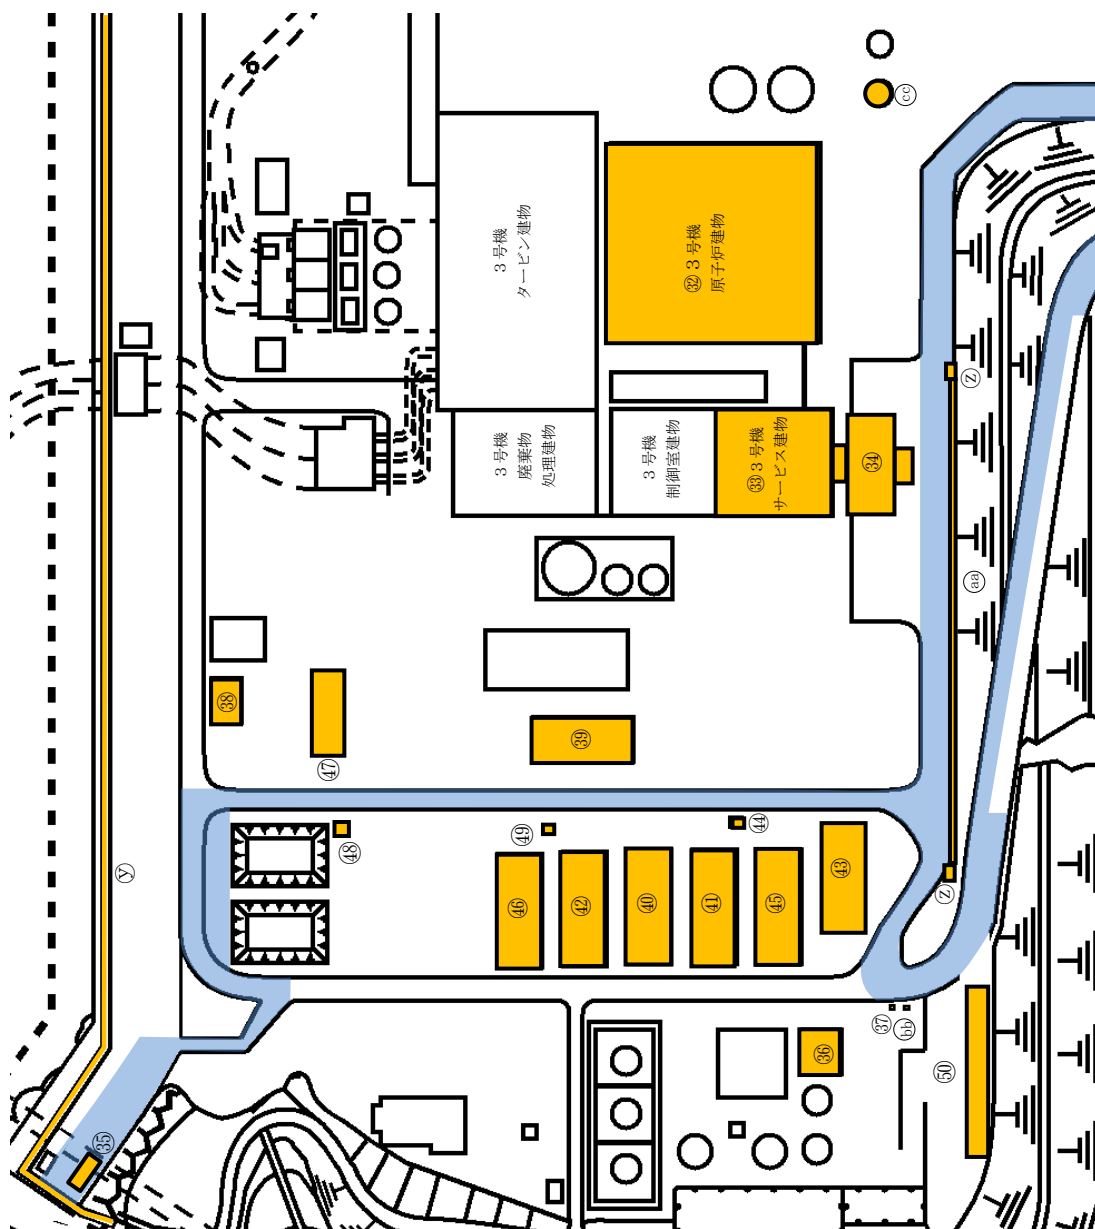 cc
3号機
タービン建物
㉜3号機
原子炉建物
z
3号機
廃棄物
処理建物
3号機
制御室建物
㉝3号機
サービス建物
㉞
aa
㊳
㊼
㊴
y
㊽
㊾
㊹
㊻
㊷
㊵
㊶
㊺
㊸
z
㊲
bb
㊱
㊿
㉟